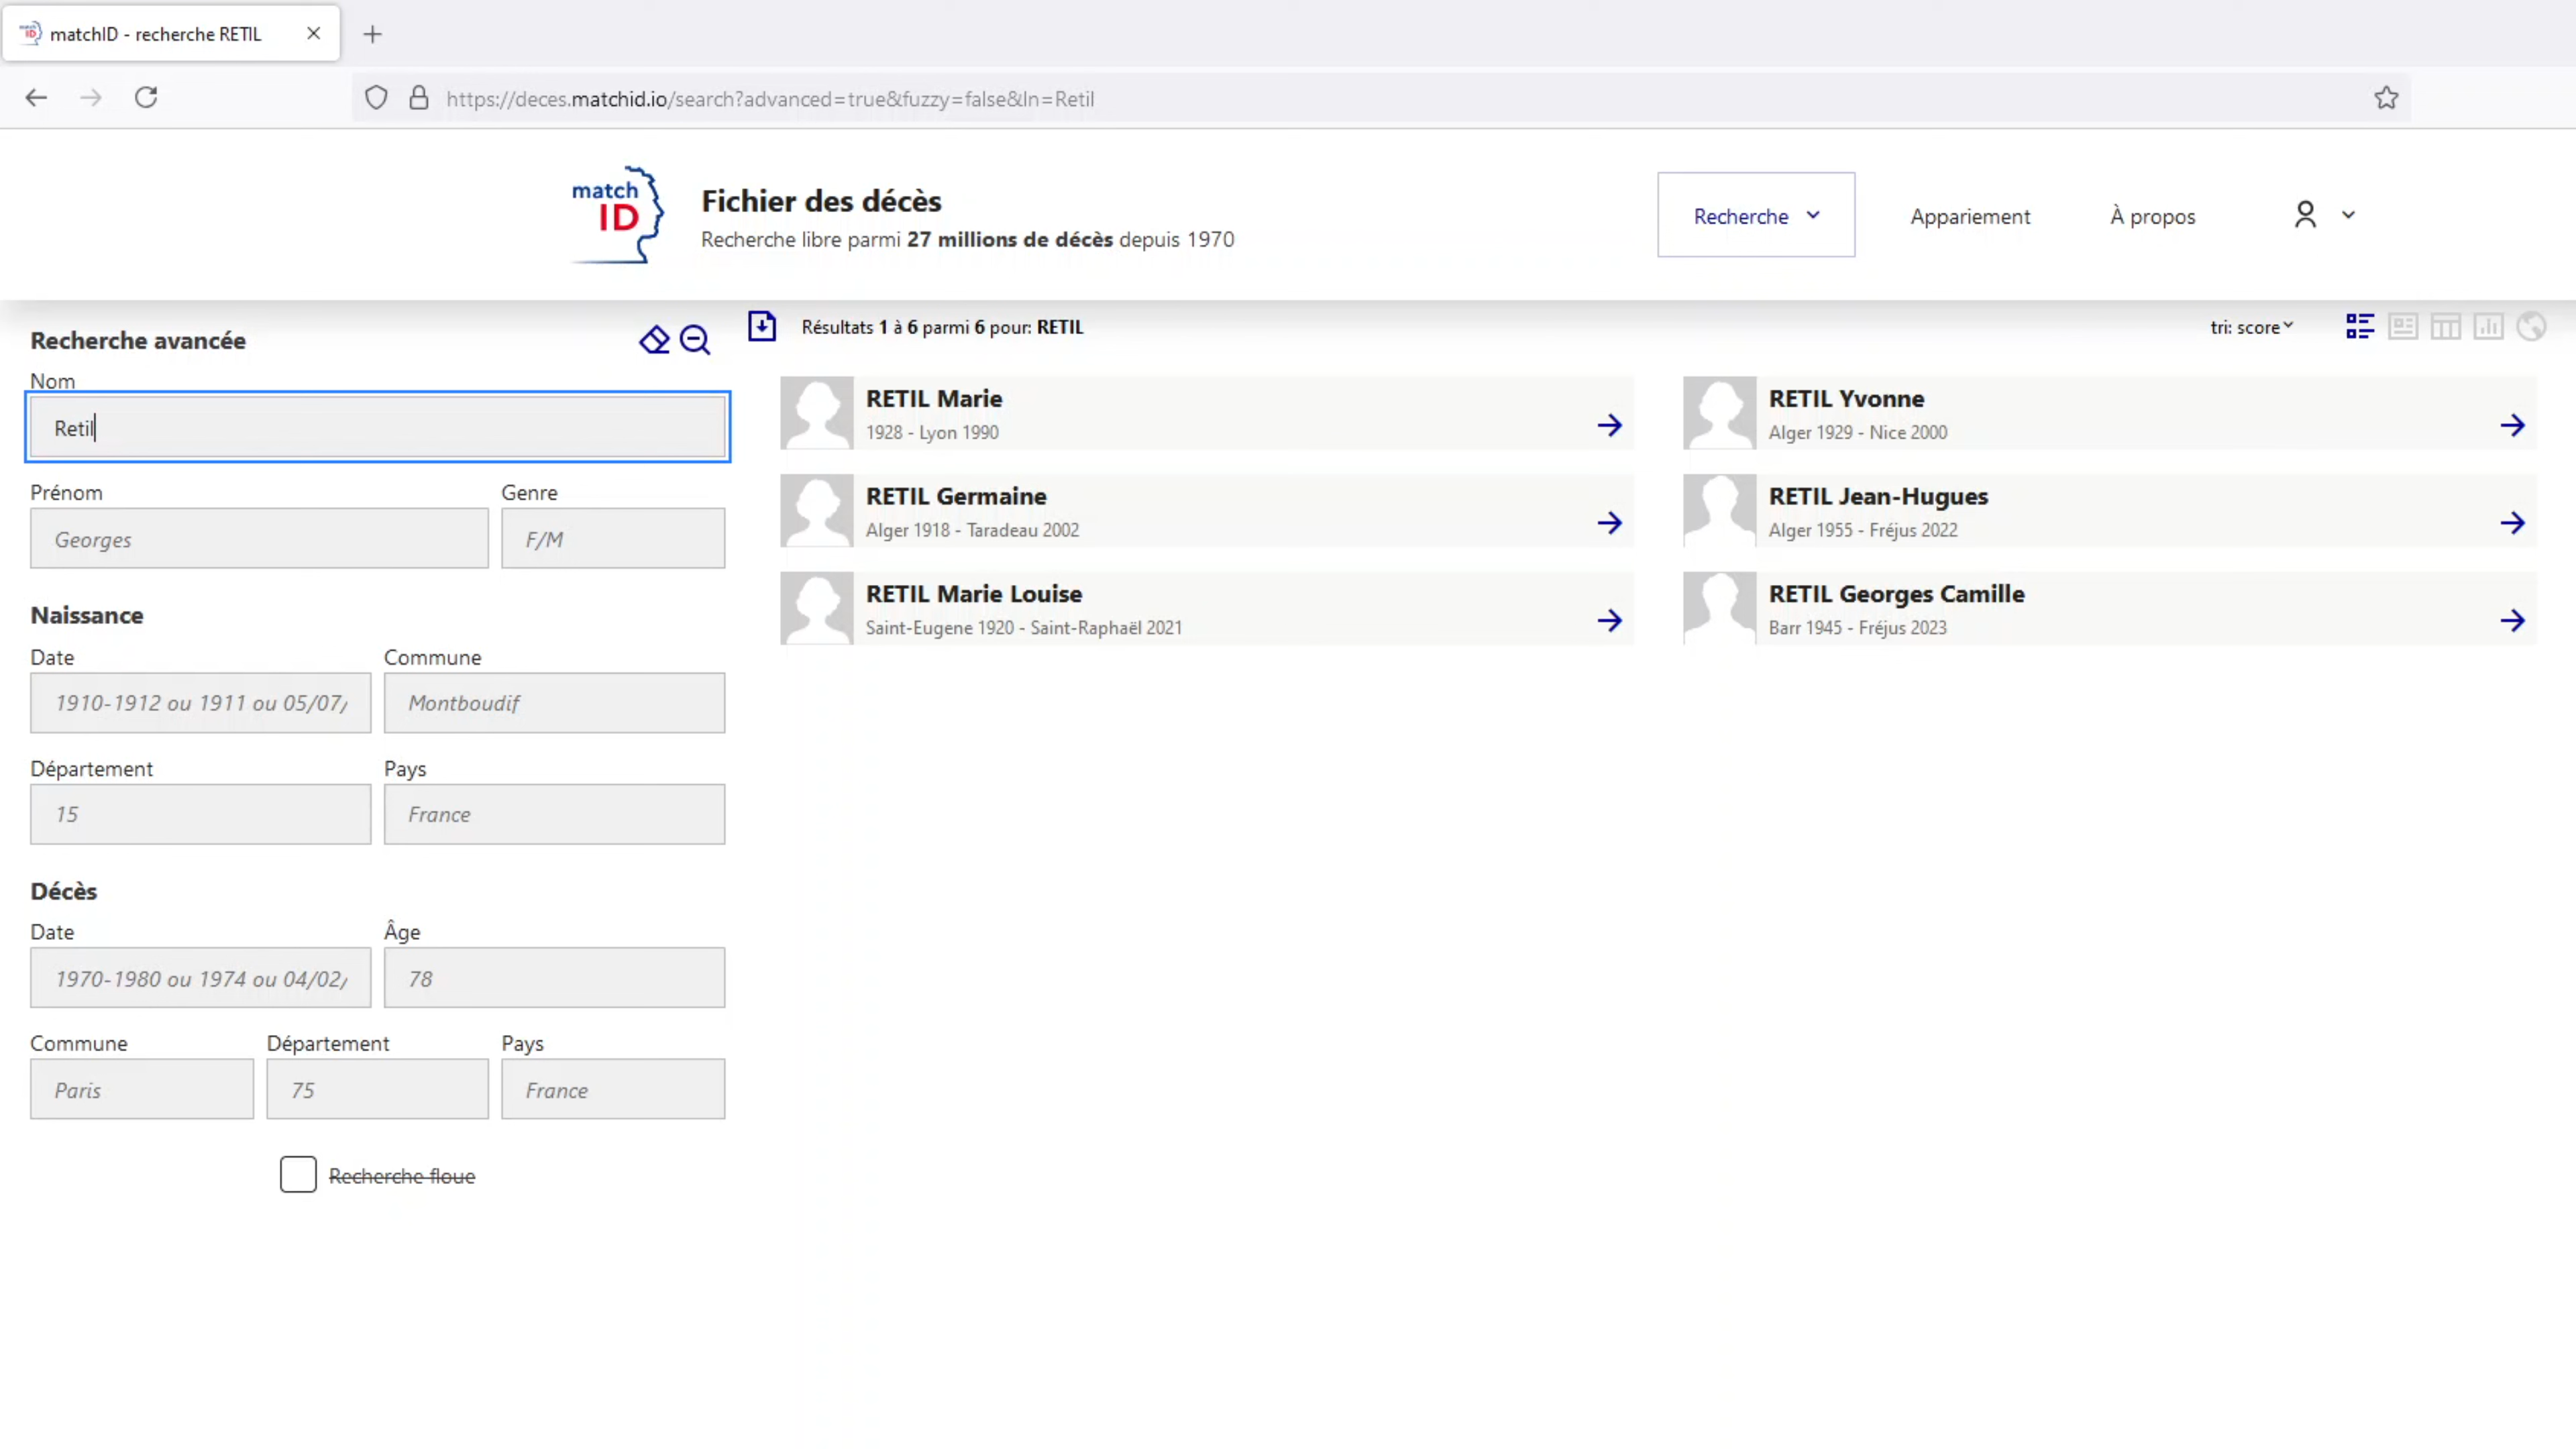 matchID - recherche RETIL
https://deces.matchid.io/search?advanced=true&fuzzy=false&ln=Retil
match
ID
Fichier des décès
Recherche libre parmi 27 millions de décès depuis 1970
Recherche
Appariement
À propos
Recherche avancée
Résultats 1 à 6 parmi 6 pour: RETIL
tri: score
Nom
Retil
Prénom
Genre
Georges
F/M
Naissance
Date
Commune
1910-1912 ou 1911 ou 05/07/
Montboudif
Département
Pays
15
France
Décès
Date
Âge
1970-1980 ou 1974 ou 04/02/
78
Commune
Département
Pays
Paris
75
France
Recherche floue
RETIL Marie
1928 - Lyon 1990
RETIL Yvonne
Alger 1929 - Nice 2000
RETIL Germaine
Alger 1918 - Taradeau 2002
RETIL Jean-Hugues
Alger 1955 - Fréjus 2022
RETIL Marie Louise
Saint-Eugene 1920 - Saint-Raphaël 2021
RETIL Georges Camille
Barr 1945 - Fréjus 2023